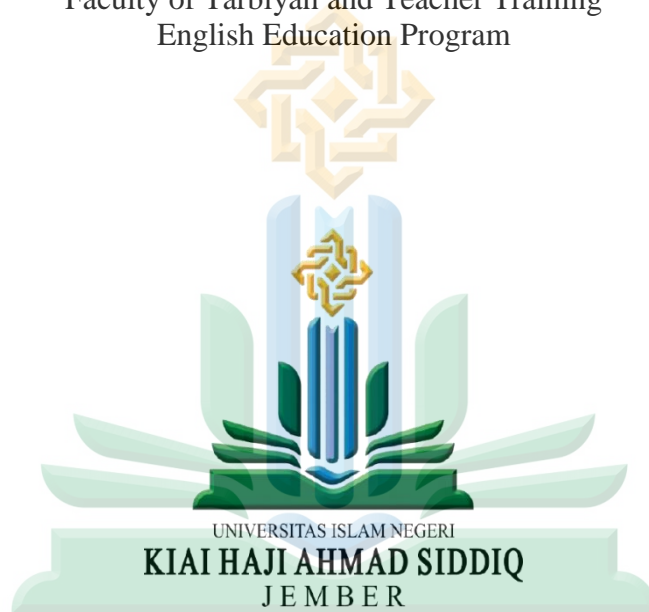 Faculty of Tarbiyah and Teacher Training
English Education Program
UNIVERSITAS ISLAM NEGERI
KIAI HAJI AHMAD SIDDIQ
JEMBER